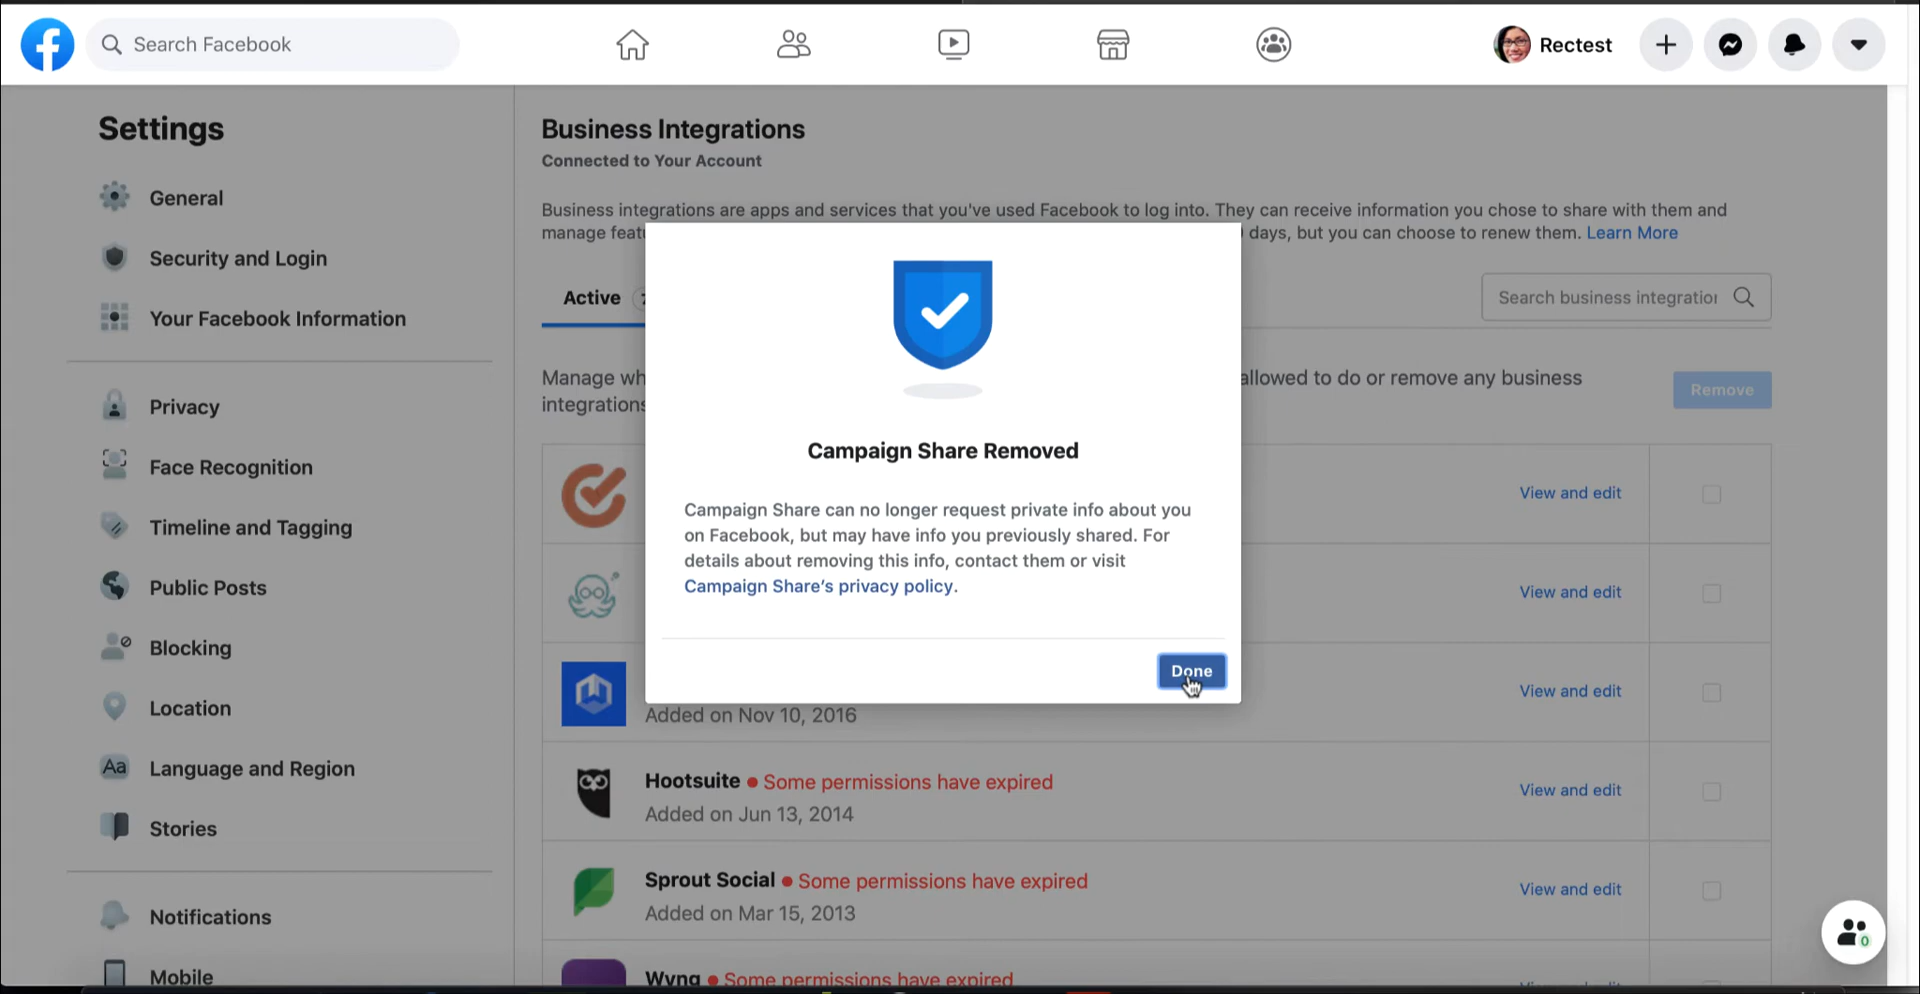 Search Facebook
Rectest
Settings
General
Security and Login
Your Facebook Information
Privacy
Face Recognition
Timeline and Tagging
Public Posts
Blocking
Location
Aa Language and Region
Stories
Notifications
Mobile
Business Integrations
Connected to Your Account
Business integrations are apps and services that you've used Facebook to log into. They can receive information you chose to share with them and
manage days, but you can choose to renew them. Learn More
Active
Search business
Manage allowed to do or remove any business
integrations
Remove
View and edit
View and edit
View and edit
Added on Nov 10, 2016
Hootsuite • Some permissions have expired
View and edit
Added on Jun 13, 2014
Sprout Social • Some permissions have expired
View and edit
Added on Mar 15, 2013
Wyng • Some permissions have expired
Campaign Share Removed
Campaign Share can no longer request private info about you
on Facebook, but may have info you previously shared. For
details about removing this info, contact them or visit
Campaign Share's privacy policy.
Done
0